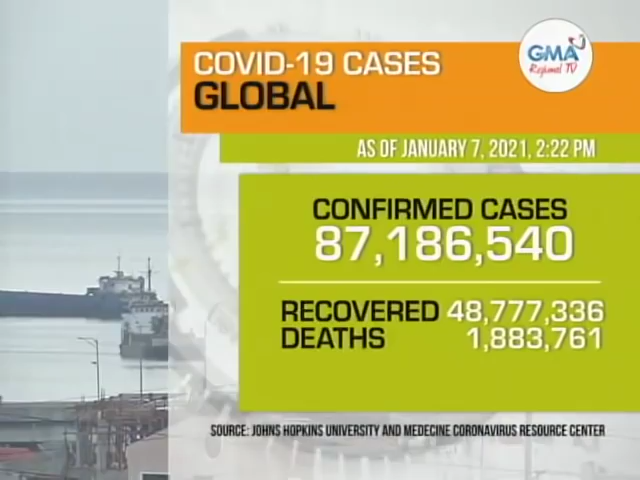 GMA
Regional TV
COVID-19 CASES
GLOBAL
AS OF JANUARY 7, 2021, 2:22 PM
CONFIRMED CASES
87,186,540
RECOVERED 48,777,336
DEATHS 1,883,761
SOURCE: JOHNS HOPKINS UNIVERSITY AND MEDECINE CORONAVIRUS RESOURCE CENTER